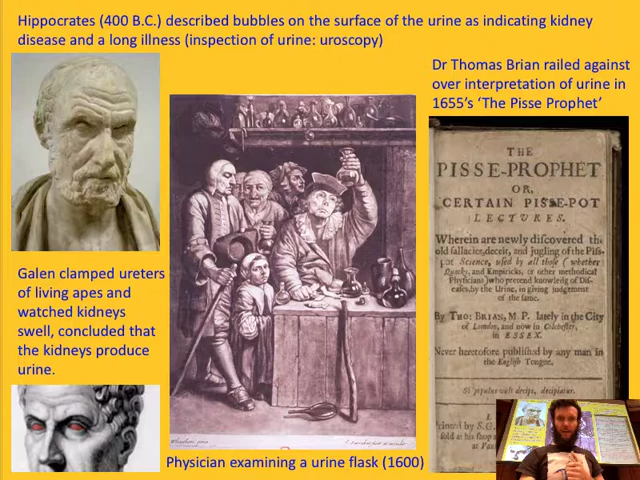 Hippocrates (400 B.C.) described bubbles on the surface of the urine as indicating kidney
disease and a long illness (inspection of urine: uroscopy)
Dr Thomas Brian railed against
over interpretation of urine in
1655's 'The Pisse Prophet'
THE
PISSE-PROPHET
OR,
CERTAIN PISSE-POT
LECTURES.
Wherein are newly discovered the
old fallacies, deceit, and jugling of the Pis-
pot Science, used by all those (whether
Quacks, and Empiricks, or other methodical
Physicians) who pretend knowledge of Dis-
eases, by the Urine, in giving judgement
of the same.
By THO: BRIAN, M. P. lately in the City
of London, and now in Colchester,
in ESSEX.
Never heretofore published by any man in
the English Tongue.
Si populus vult decipi, decipiatur.
by S.G.
sold at his shop
Galen clamped ureters
of living apes and
watched kidneys
swell, concluded that
the kidneys produce
urine.
Physician examining a urine flask (1600)